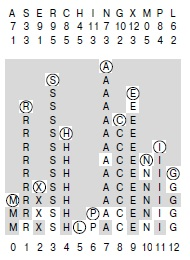 A S E R C H I N G X M P L
7 3 9 9 8 4 11 7 10 12 0 8 6
1 3 1 5 5 5 3 3 2 3 1 4 2
A
S A
S A E
R S A E
R S A C E
R S H A C E
R S H A C E I
R S H A C E N I
R S H A C E N I G
R X S H A C E N I G
M R X S H A C E N I G
M R X S H P A C E N I G
M R X S H L P A C E N I G
0 1 2 3 4 5 6 7 8 9 10 11 12